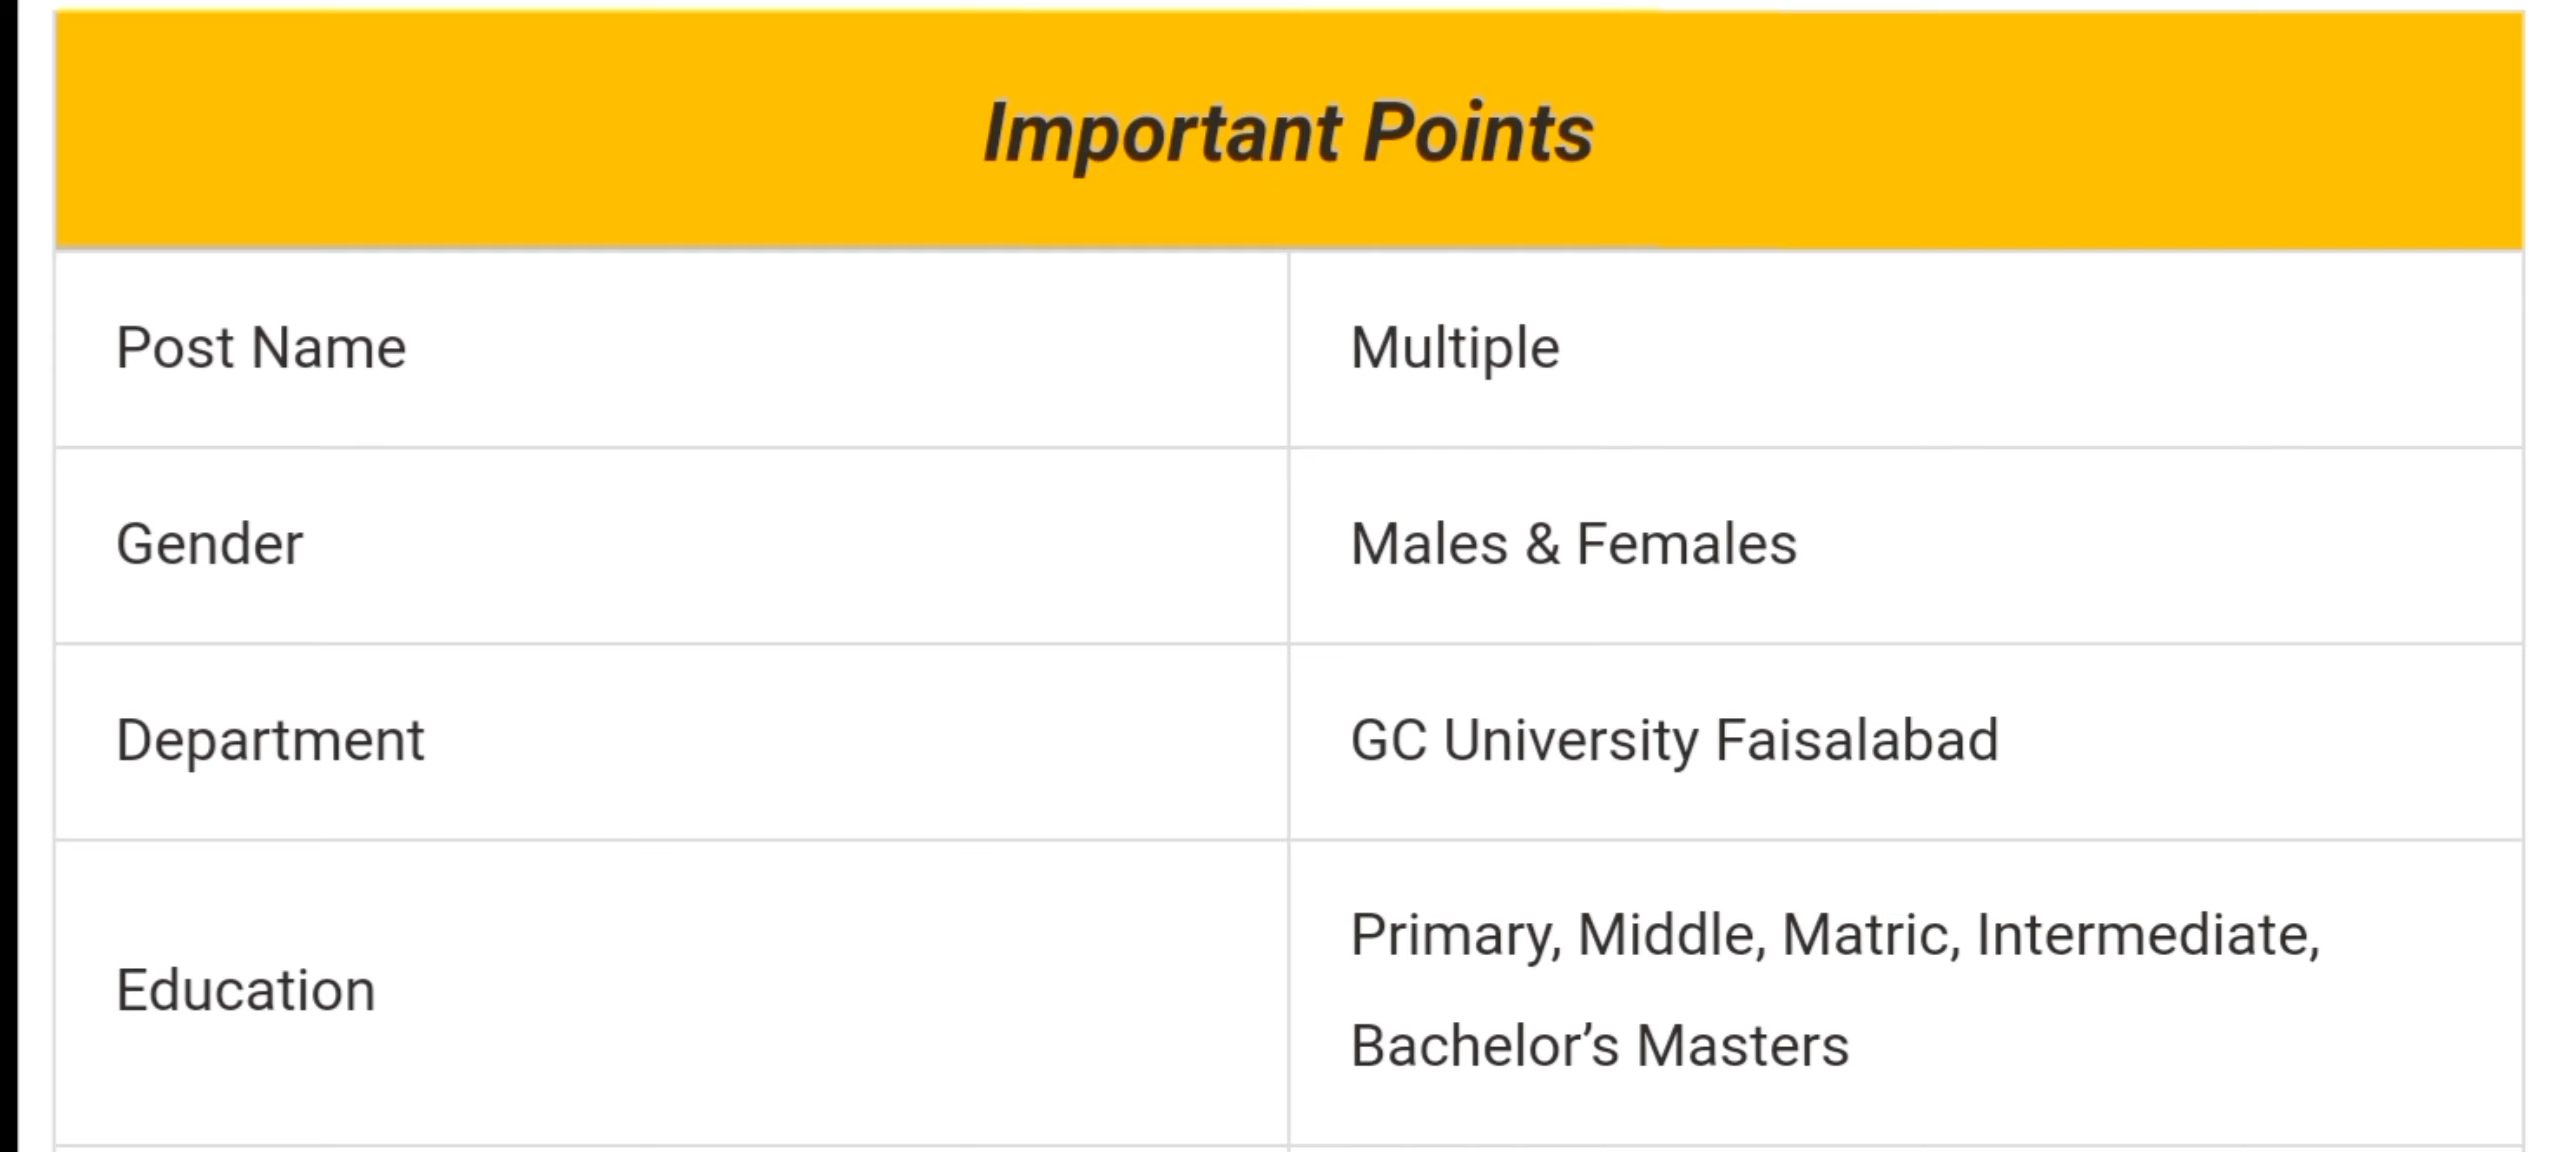 Important Points
Post Name
Multiple
Gender
Males & Females
Department
GC University Faisalabad
Education
Primary, Middle, Matric, Intermediate,
Bachelor’s Masters